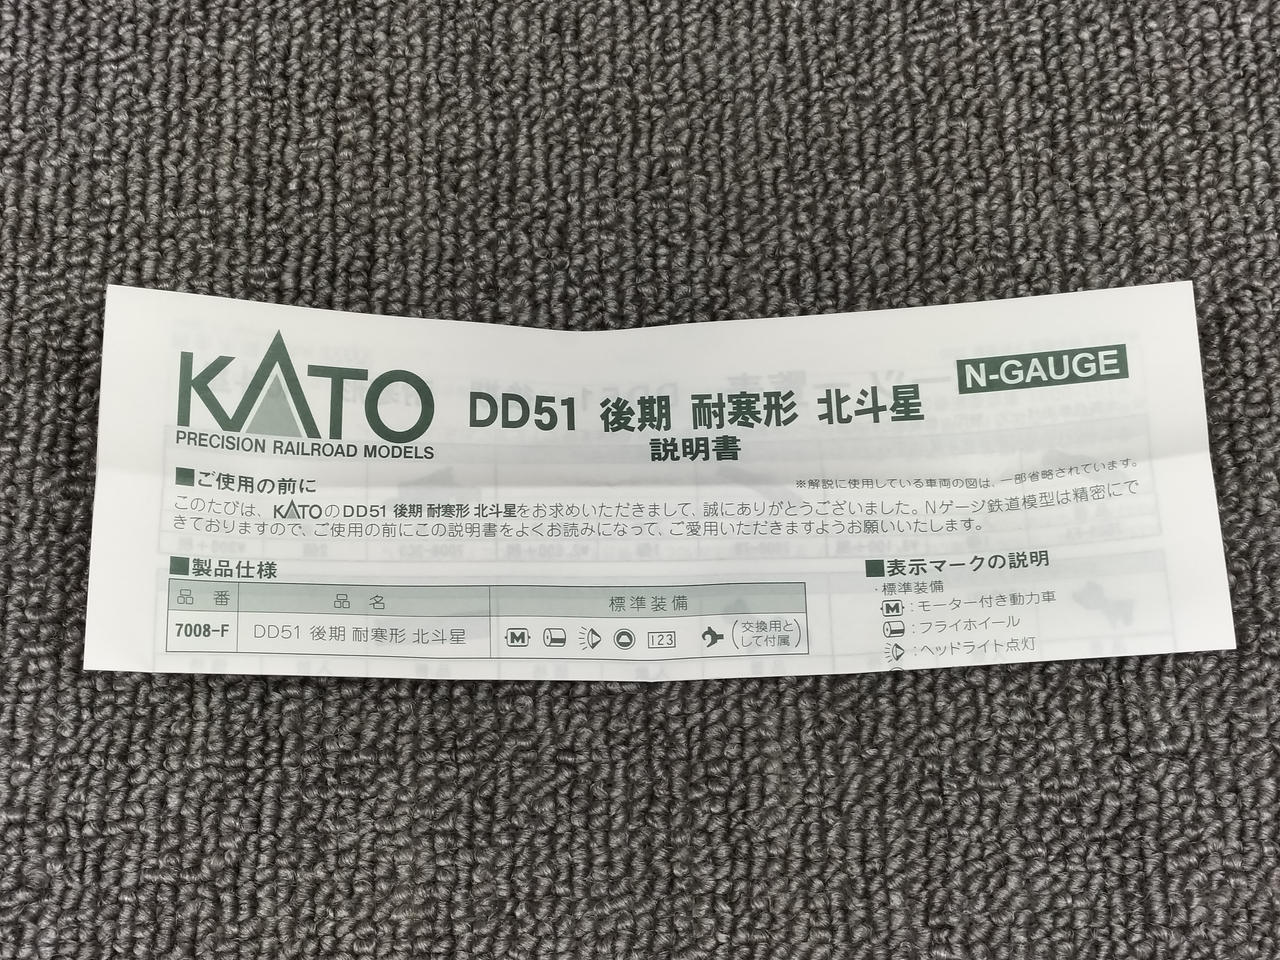 KATO
PRECISION RAILROAD MODELS
DD51 後期 耐寒形 北斗星
説明書
N-GAUGE
■ご使用の前に
※解説に使用している車両の図は、一部省略されています。
このたびは、KATOのDD51 後期 耐寒形 北斗星をお求めいただきまして、誠にありがとうございました。Nゲージ鉄道模型は精密にで
きておりますので、ご使用の前にこの説明書をよくお読みになって、ご愛用いただきますようお願いいたします。
■製品仕様
品 番 品 名 標準装備
7008-F DD51 後期 耐寒形 北斗星 M 123 (交換用と
して付属)
■表示マークの説明
・標準装備
M：モーター付き動力車
：フライホイール
：ヘッドライト点灯